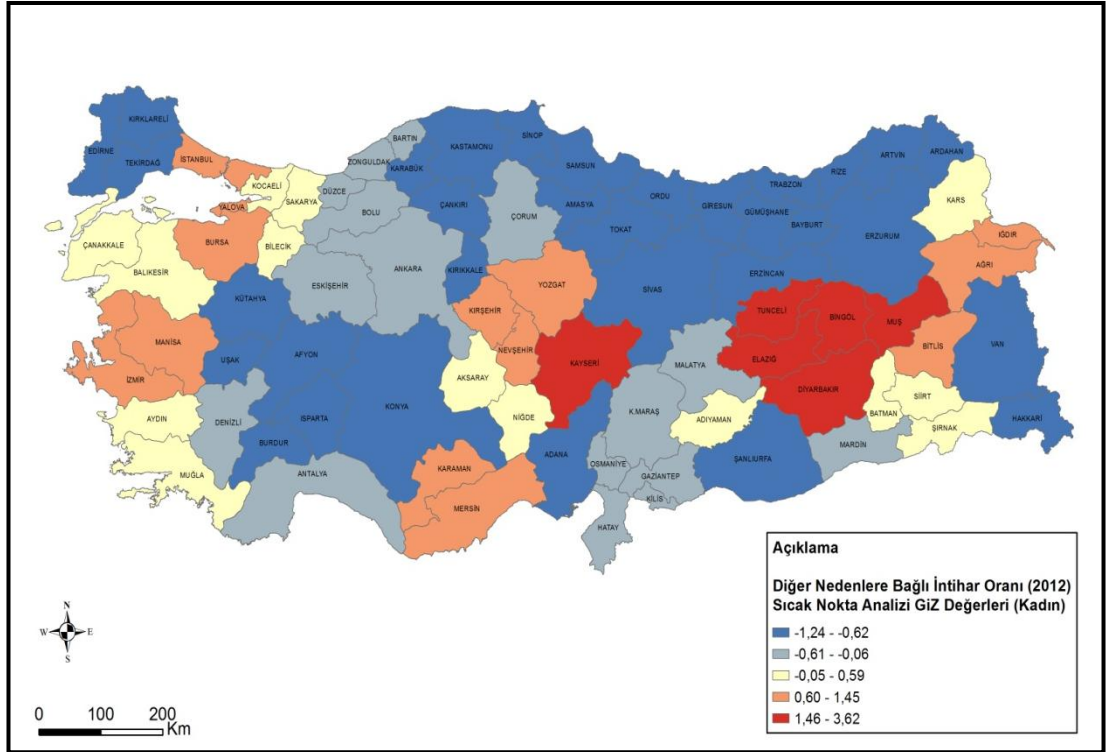 KIRKLARELİ
EDİRNE
TEKİRDAĞ
İSTANBUL
KOCAELİ
YALOVA
SAKARYA
BURSA
BİLECİK
ÇANAKKALE
BALIKESİR
BARTIN
ZONGULDAK
KARABÜK
DÜZCE
BOLU
KASTAMONU
SİNOP
SAMSUN
ÇANKIRI
ÇORUM
AMASYA
ORDU
TOKAT
GİRESUN
TRABZON
GÜMÜŞHANE
RİZE
ARTVİN
ARDAHAN
BAYBURT
KARS
ERZURUM
IĞDIR
AĞRI
ERZİNCAN
SİVAS
ANKARA
ESKİŞEHİR
KIRIKKALE
YOZGAT
KIRŞEHİR
NEVŞEHİR
KAYSERİ
KÜTAHYA
MANİSA
UŞAK
AFYON
İZMİR
AYDIN
DENİZLİ
ISPARTA
BURDUR
MUĞLA
ANTALYA
KONYA
AKSARAY
NİĞDE
KARAMAN
MERSİN
ADANA
MALATYA
K.MARAŞ
ADIYAMAN
OSMANİYE
GAZİANTEP
KİLİS
HATAY
ŞANLIURFA
TUNCELİ
BİNGÖL
MUŞ
ELAZIĞ
DİYARBAKIR
BİTLİS
VAN
BATMAN
SİİRT
ŞIRNAK
MARDİN
HAKKARİ
Açıklama
Diğer Nedenlere Bağlı İntihar Oranı (2012)
Sıcak Nokta Analizi GiZ Değerleri (Kadın)
-1,24 - -0,62
-0,61 - -0,06
-0,05 - 0,59
0,60 - 1,45
1,46 - 3,62
N
W E
S
0 100 200
Km